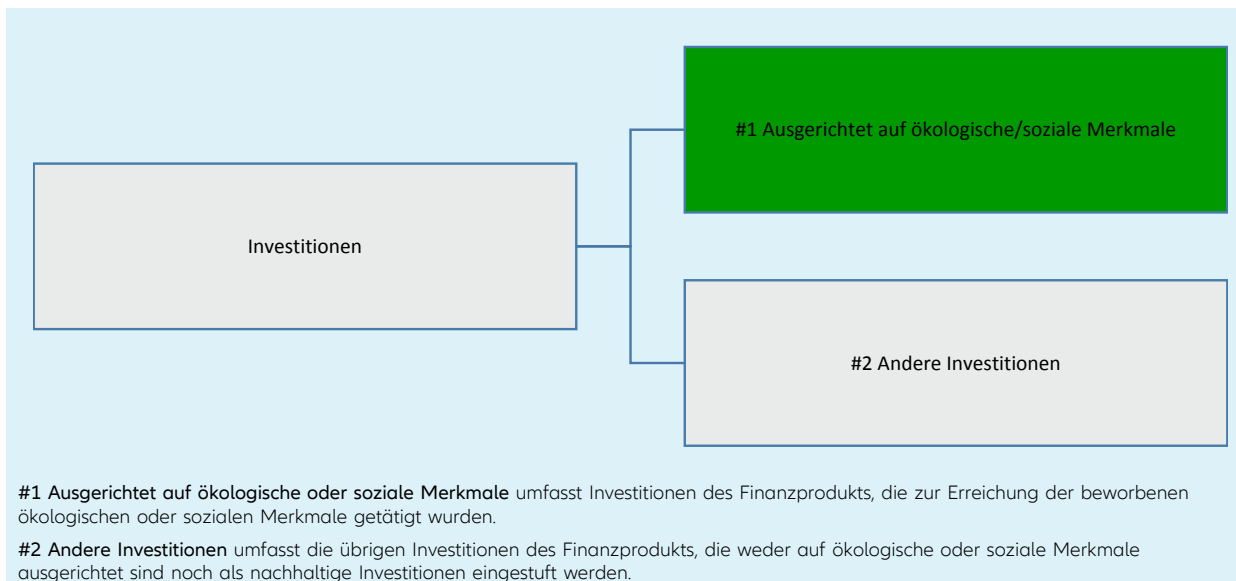 #1 Ausgerichtet auf ökologische/soziale Merkmale
Investitionen
#2 Andere Investitionen
#1 Ausgerichtet auf ökologische oder soziale Merkmale umfasst Investitionen des Finanzprodukts, die zur Erreichung der beworbenen
ökologischen oder sozialen Merkmale getätigt wurden.
#2 Andere Investitionen umfasst die übrigen Investitionen des Finanzprodukts, die weder auf ökologische oder soziale Merkmale
ausgerichtet sind noch als nachhaltige Investitionen eingestuft werden.